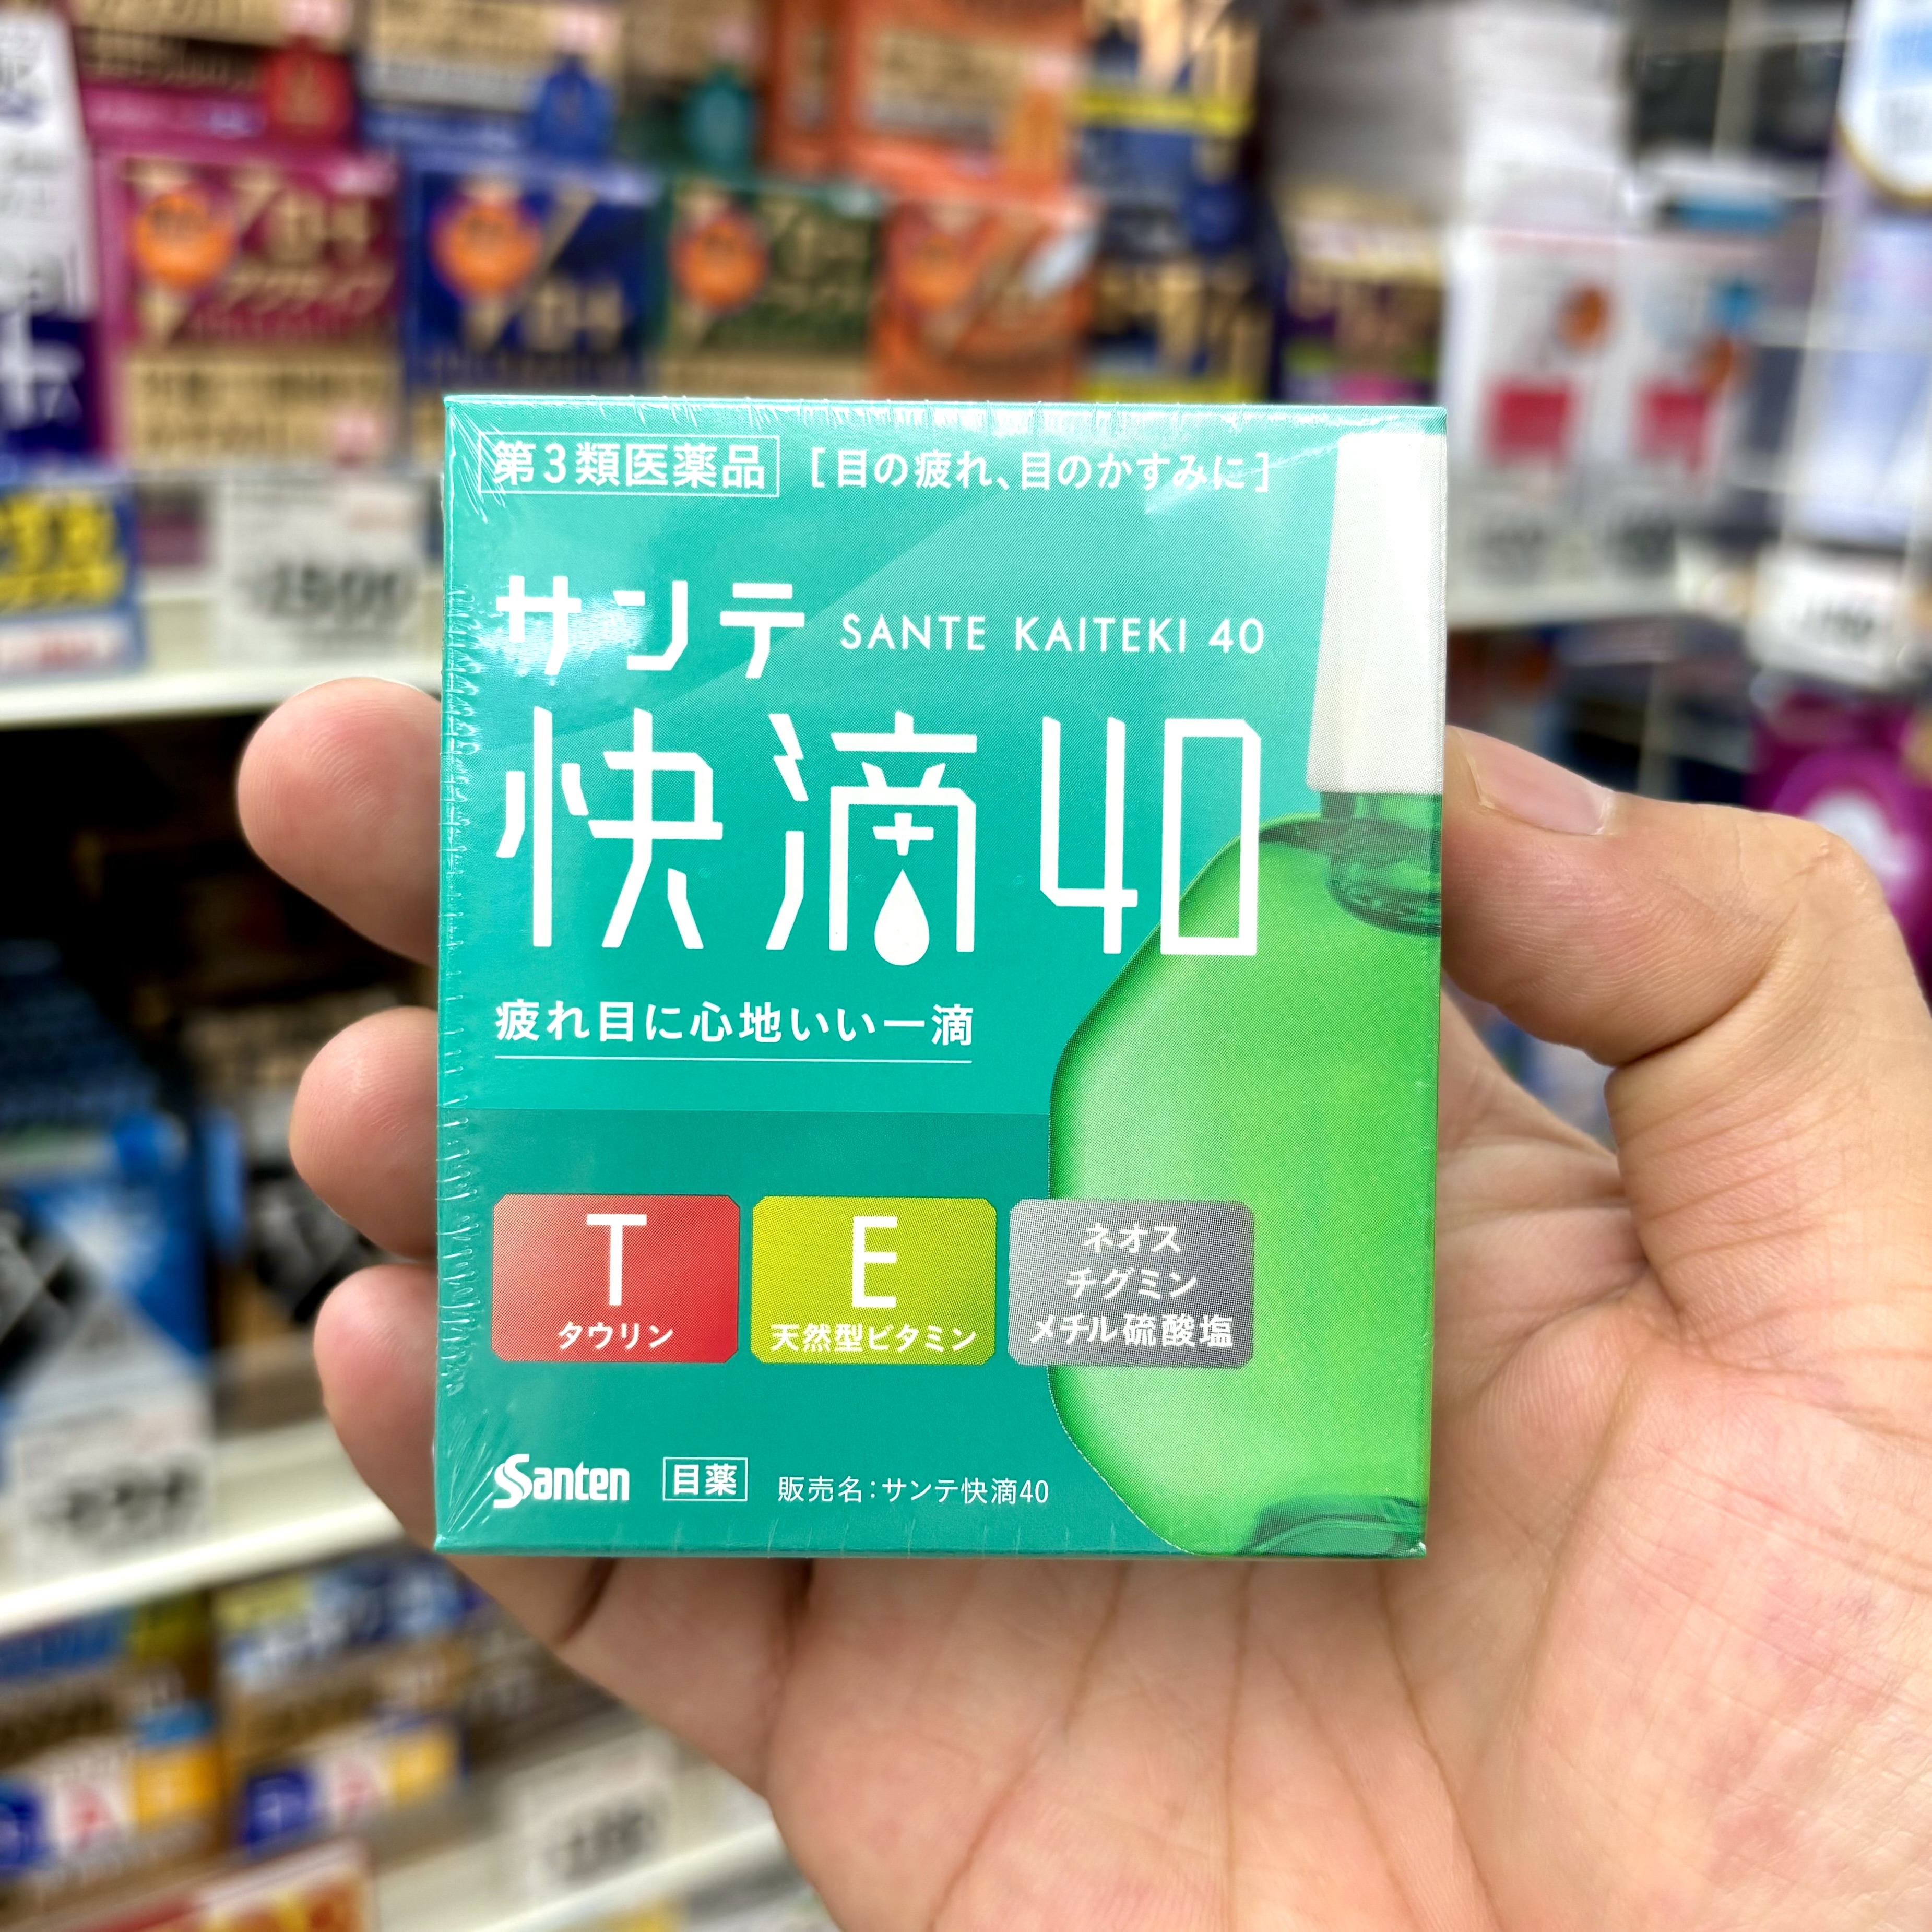 第3類医薬品 [目の疲れ、目のかすみに]
サンテ SANTE KAITEKI 40
快滴40
疲れ目に心地いい一滴
T
タウリン
E
天然型ビタミン
ネオス
チグミン
メチル硫酸塩
Santen 目薬 販売名:サンテ快滴40